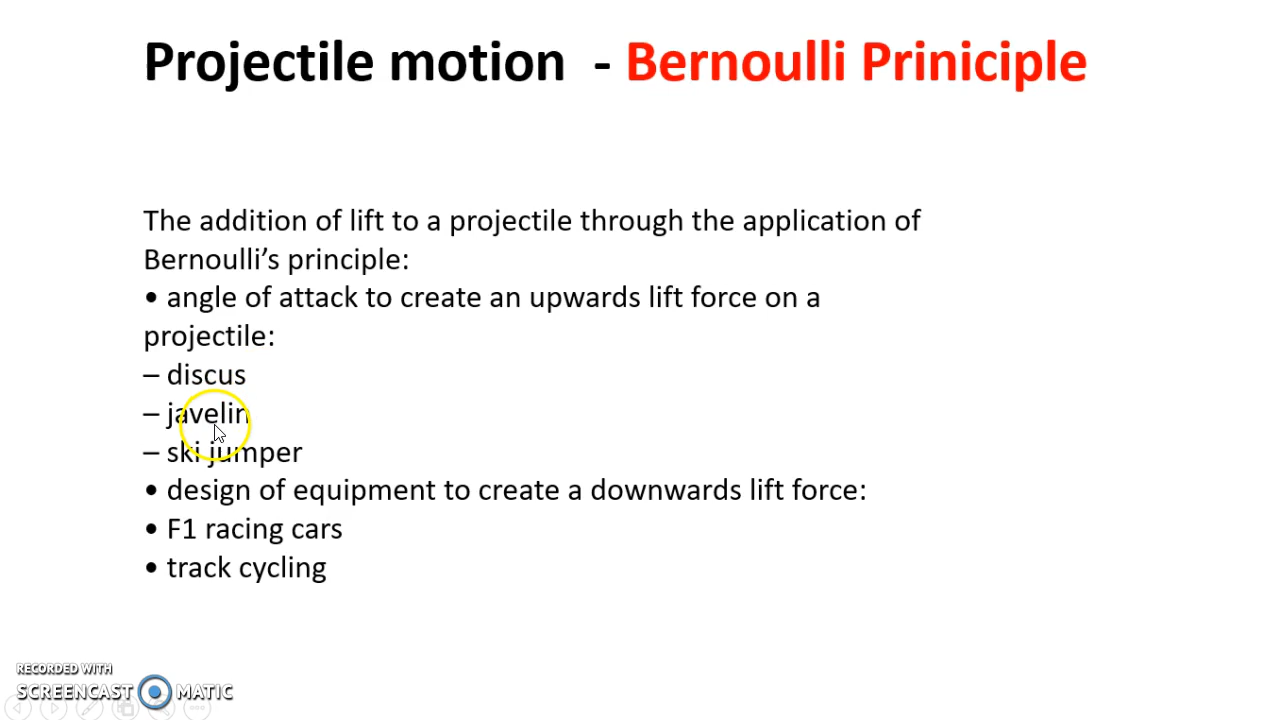 Projectile motion - Bernoulli Priniciple
The addition of lift to a projectile through the application of
Bernoulli’s principle:
• angle of attack to create an upwards lift force on a
projectile:
– discus
– javelin
– ski jumper
• design of equipment to create a downwards lift force:
• F1 racing cars
• track cycling
RECORDED WITH
SCREENCAST MATIC